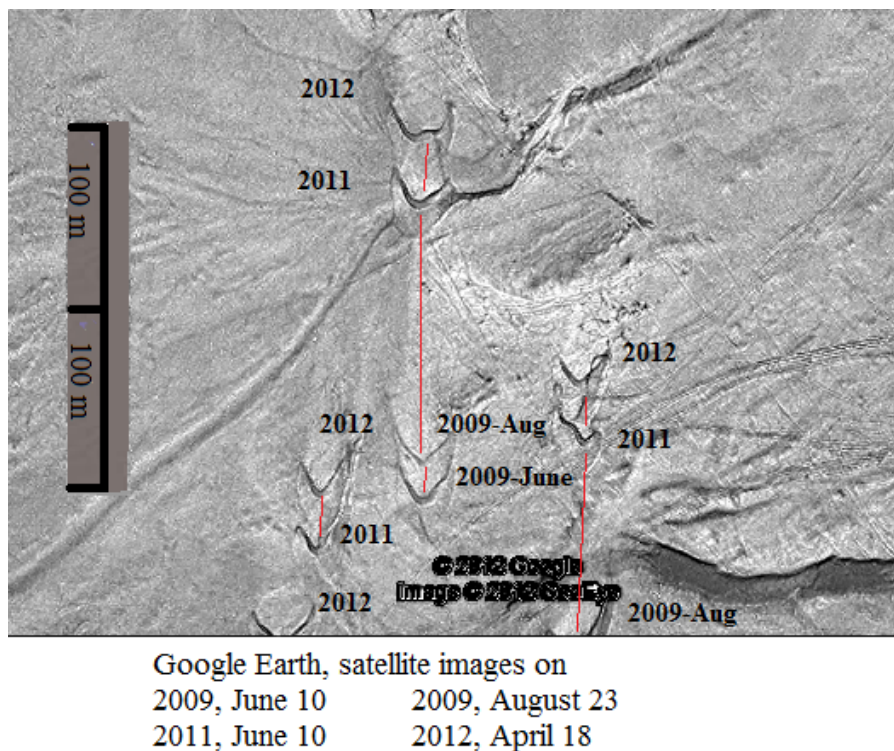 2012
2011
100 m
100 m
2012
2011
2012
2009-Aug
2009-June
2011
2012
2009-Aug
© 2012 Google
Image © 2012 GeoEye
Google Earth, satellite images on
2009, June 10 2009, August 23
2011, June 10 2012, April 18